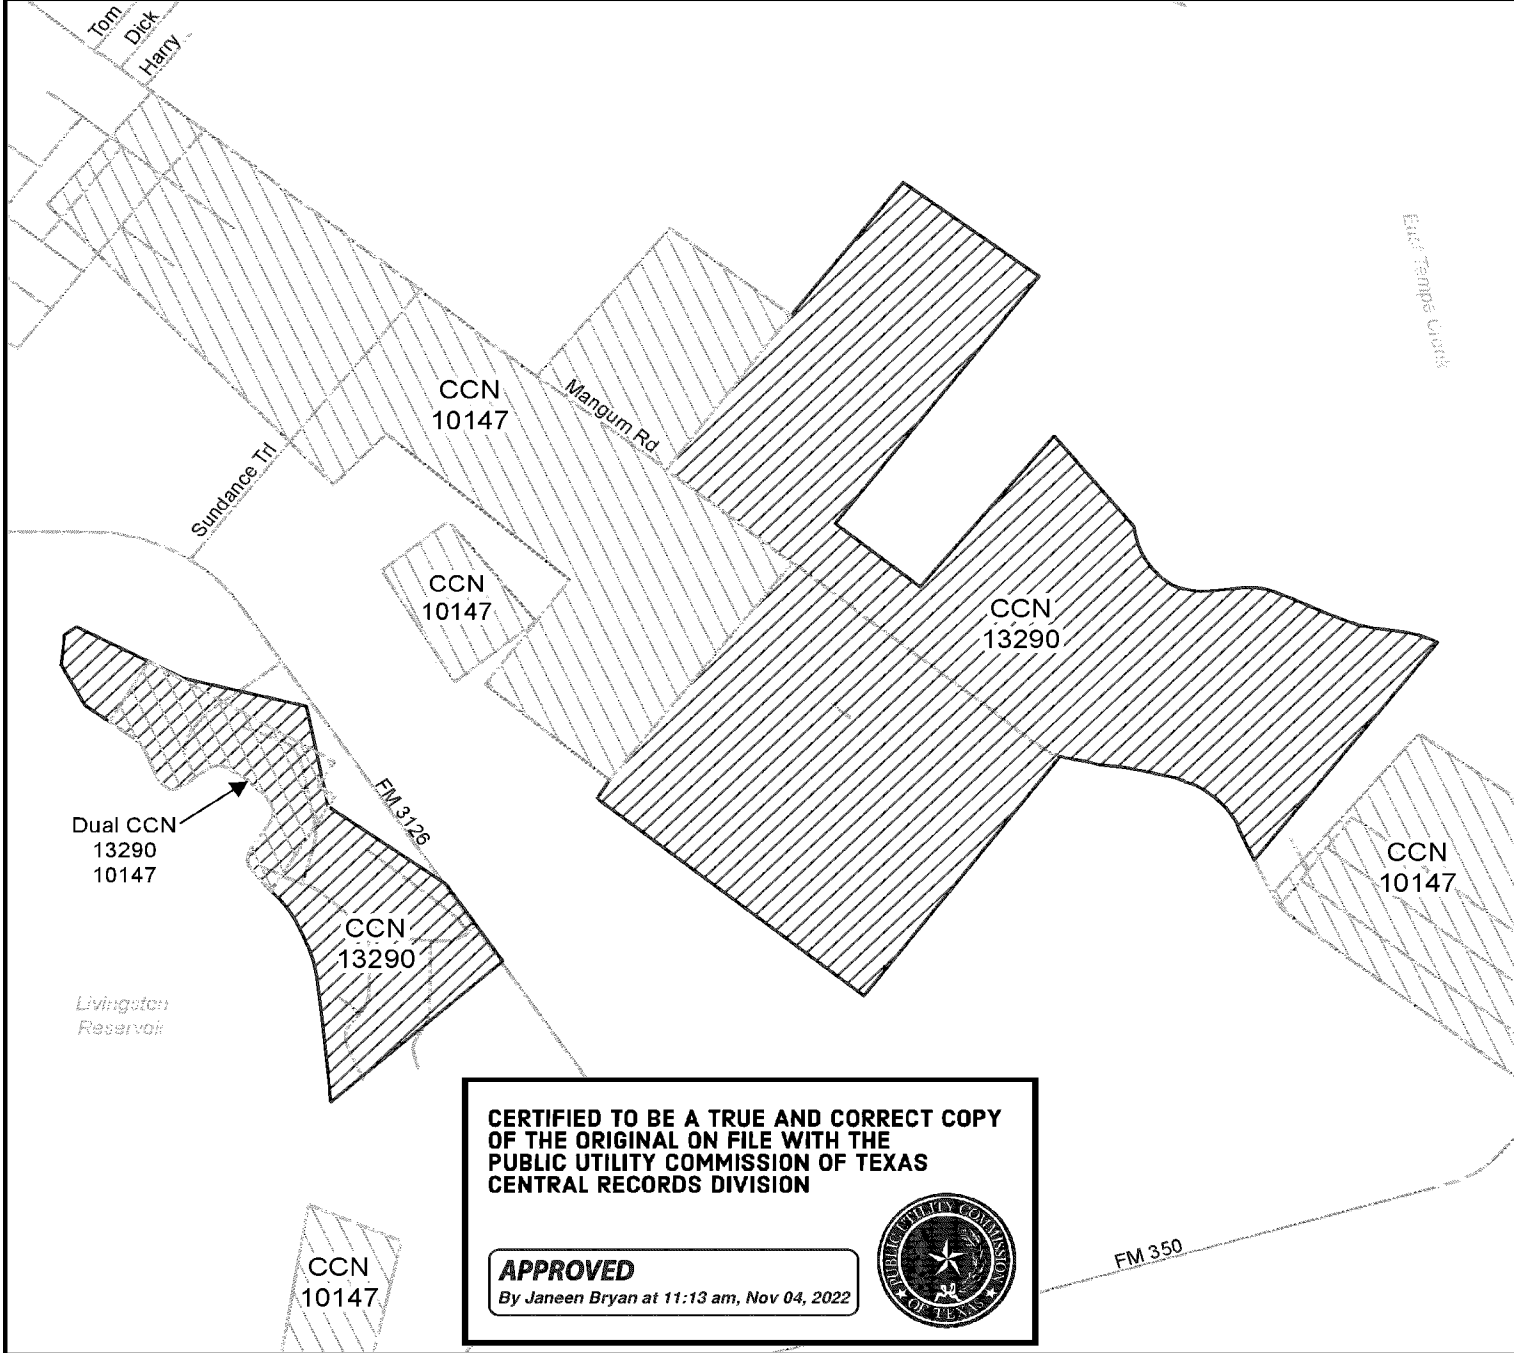 Tom
Dick
Harry
CCN
10147
Mangum Rd
Sundance Trl
CCN
10147
CCN
13290
East Tempe Creek
FM 3126
Dual CCN
13290
10147
CCN
13290
CCN
10147
Livingston
Reservoir
CERTIFIED TO BE A TRUE AND CORRECT COPY
OF THE ORIGINAL ON FILE WITH THE
PUBLIC UTILITY COMMISSION OF TEXAS
CENTRAL RECORDS DIVISION
APPROVED
By Janeen Bryan at 11:13 am, Nov 04, 2022
PUBLIC UTILITY COMMISSION
OF TEXAS
FM 350
CCN
10147